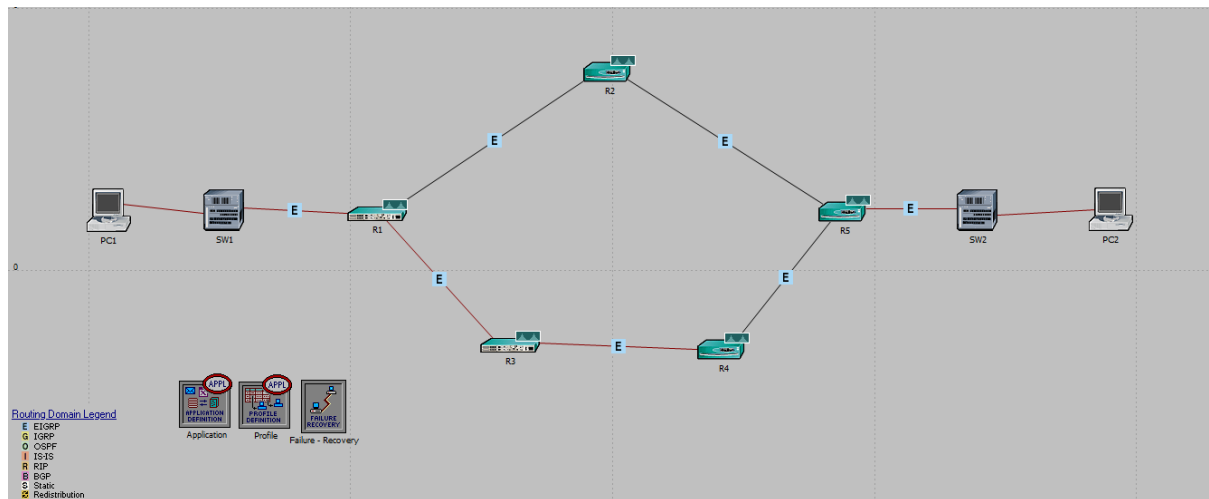 0
R2
E
E
PC1
SW1
E
R1
R5
E
SW2
PC2
0
E
E
R3
E
R4
APPL
APPL
APPLICATION
DEFINITION
PROFILE
DEFINITION
FAILURE
RECOVERY
Application
Profile
Failure - Recovery
Routing Domain Legend
E EIGRP
G IGRP
O OSPF
I IS-IS
R RIP
B BGP
S Static
Redistribution